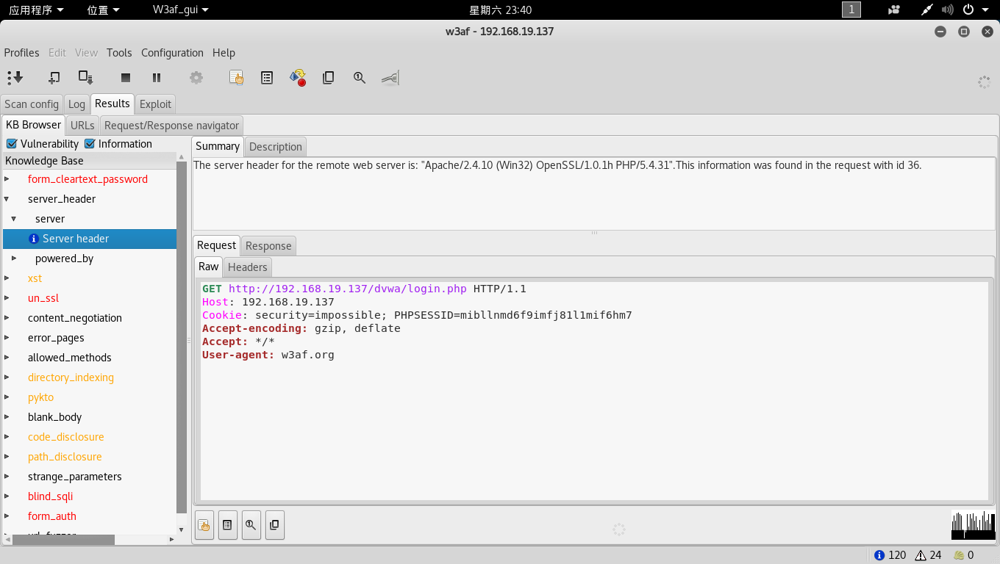 应用程序 位置 W3af_gui 星期六 23:40 1
w3af - 192.168.19.137
Profiles Edit View Tools Configuration Help
Scan config Log Results Exploit
KB Browser URLs Request/Response navigator
Vulnerability Information
Knowledge Base
form_cleartext_password
server_header
server
Server header
powered_by
xst
un_ssl
content_negotiation
error_pages
allowed_methods
directory_indexing
pykto
blank_body
code_disclosure
path_disclosure
strange_parameters
blind_sqli
form_auth
Summary Description
The server header for the remote web server is: "Apache/2.4.10 (Win32) OpenSSL/1.0.1h PHP/5.4.31".This information was found in the request with id 36.
Request Response
Raw Headers
GET http://192.168.19.137/dvwa/login.php HTTP/1.1
Host: 192.168.19.137
Cookie: security=impossible; PHPSESSID=mibllnmd6f9imfj81l1mif6hm7
Accept-encoding: gzip, deflate
Accept: */*
User-agent: w3af.org
120 24 0